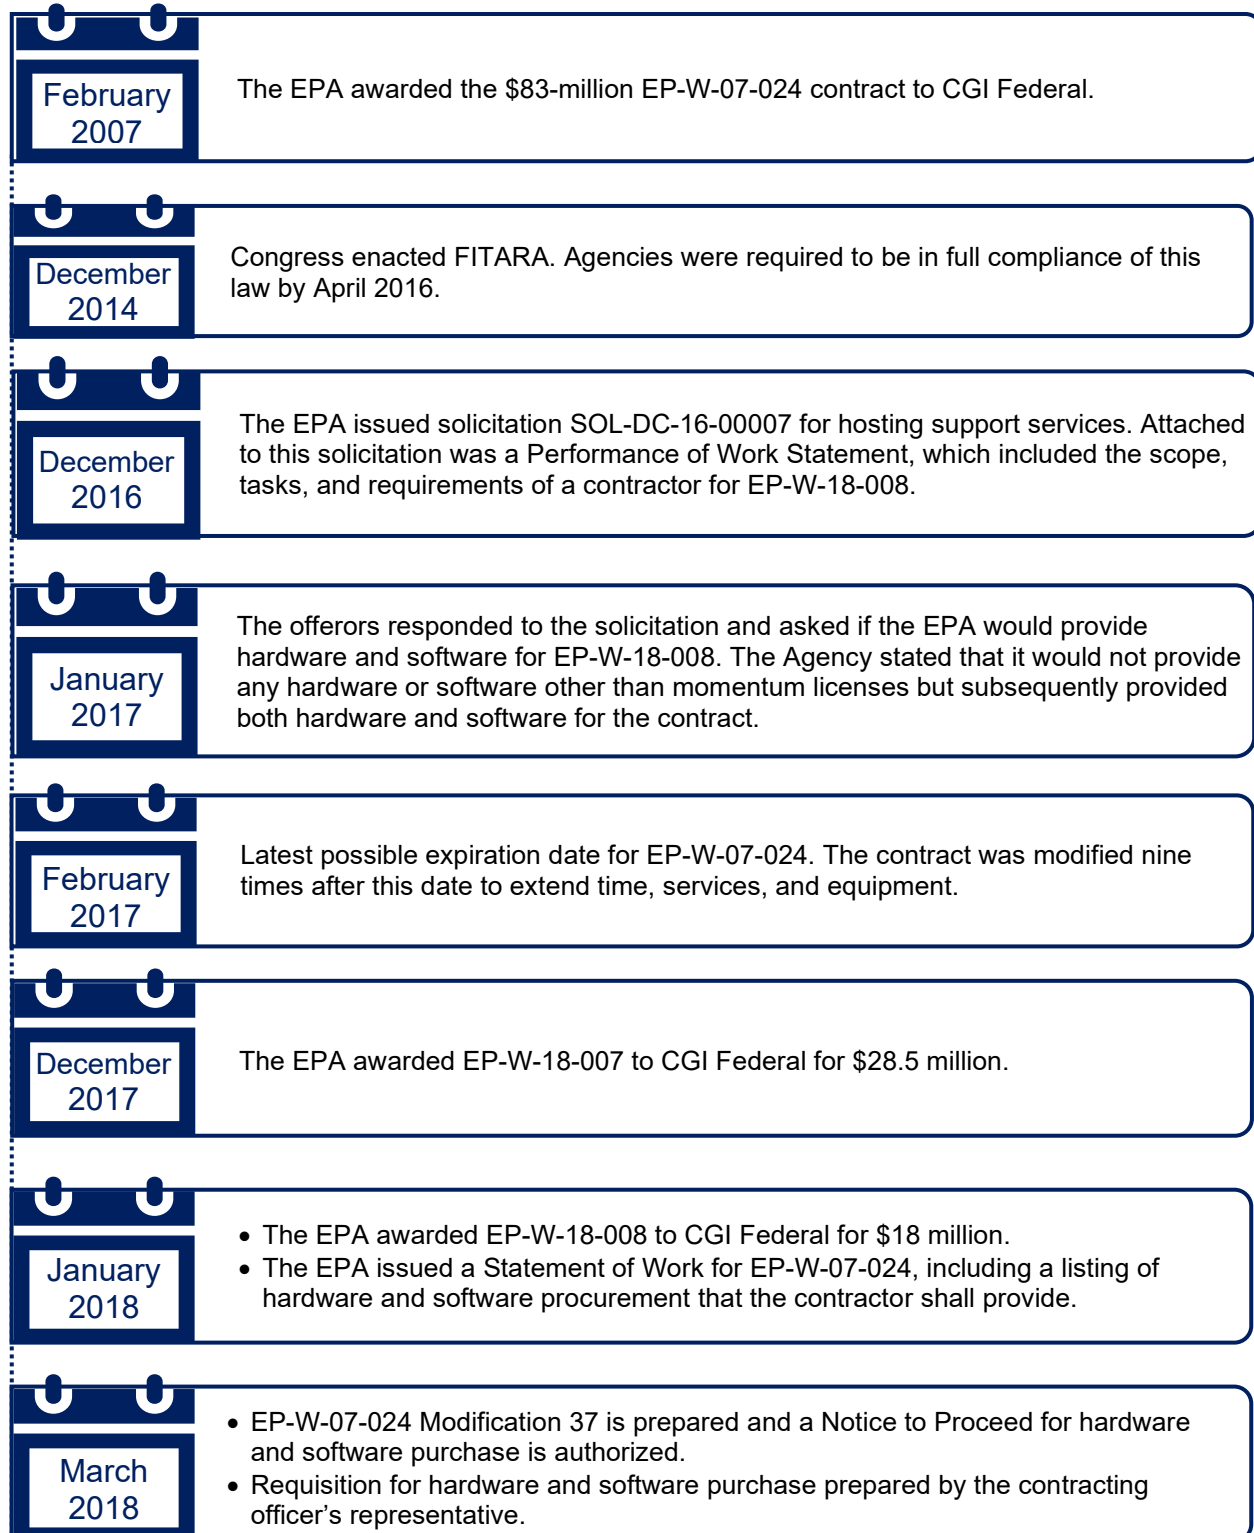 February
2007
The EPA awarded the $83-million EP-W-07-024 contract to CGI Federal.
December
2014
Congress enacted FITARA. Agencies were required to be in full compliance of this
law by April 2016.
December
2016
The EPA issued solicitation SOL-DC-16-00007 for hosting support services. Attached
to this solicitation was a Performance of Work Statement, which included the scope,
tasks, and requirements of a contractor for EP-W-18-008.
January
2017
The offerors responded to the solicitation and asked if the EPA would provide
hardware and software for EP-W-18-008. The Agency stated that it would not provide
any hardware or software other than momentum licenses but subsequently provided
both hardware and software for the contract.
February
2017
Latest possible expiration date for EP-W-07-024. The contract was modified nine
times after this date to extend time, services, and equipment.
December
2017
The EPA awarded EP-W-18-007 to CGI Federal for $28.5 million.
January
2018
• The EPA awarded EP-W-18-008 to CGI Federal for $18 million.
• The EPA issued a Statement of Work for EP-W-07-024, including a listing of
hardware and software procurement that the contractor shall provide.
March
2018
• EP-W-07-024 Modification 37 is prepared and a Notice to Proceed for hardware
and software purchase is authorized.
• Requisition for hardware and software purchase prepared by the contracting
officer’s representative.